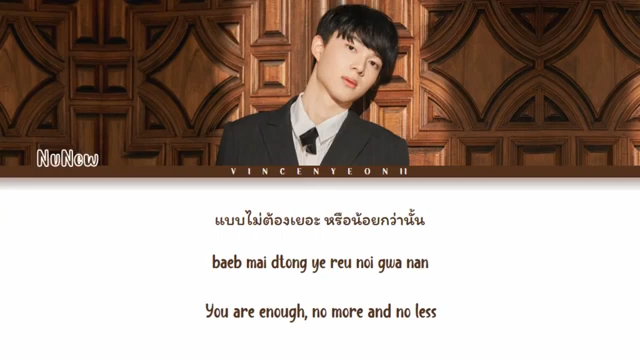 NuNew
VINCENYEONH
แบบไม่ต้องเยอะ หรือน้อยกว่านั้น
baeb mai dtong ye reu noi gwa nan
You are enough, no more and no less